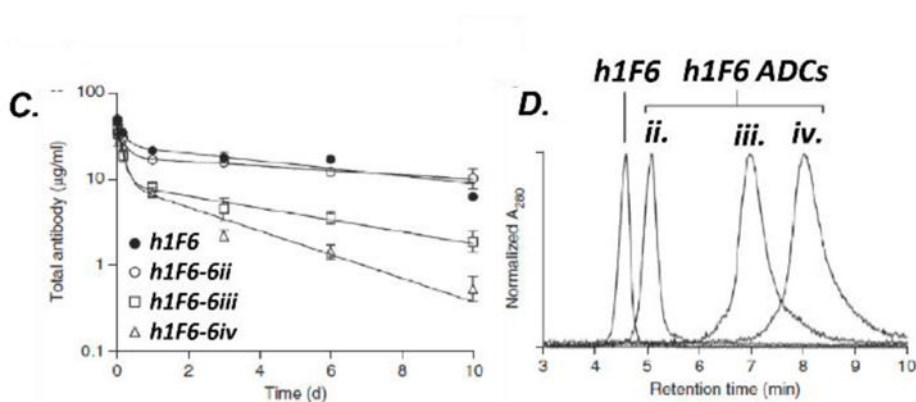 C.
100
10
1
0.1
Total antibody (µg/ml)
h1F6
h1F6-6ii
h1F6-6iii
h1F6-6iv
0 2 4 6 8 10
Time (d)
D.
h1F6 h1F6 ADCs
ii. iii. iv.
Normalized A280
3 4 5 6 7 8 9 10
Retention time (min)